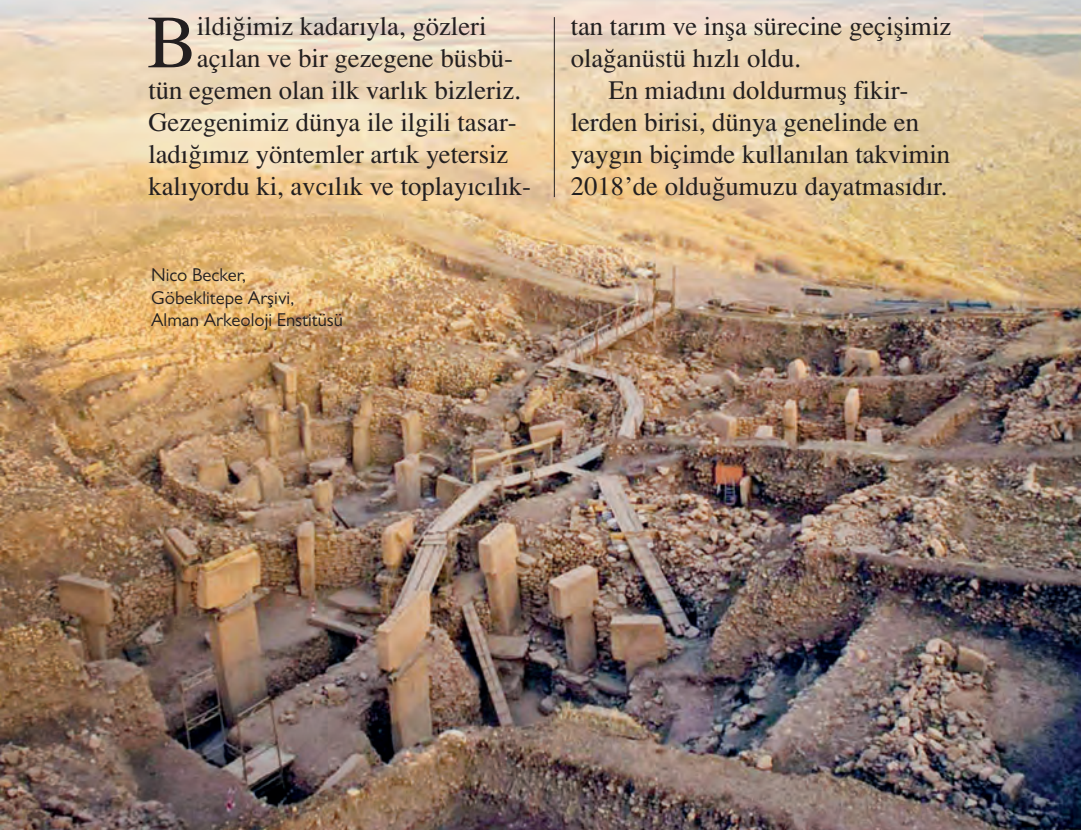 Bildiğimiz kadarıyla, gözleri
açılan ve bir gezegene büsbü-
tün egemen olan ilk varlık bizleriz.
Gezegenimiz dünya ile ilgili tasar-
ladığımız yöntemler artık yetersiz
kalıyordu ki, avcılık ve toplayıcılık-
tan tarım ve inşa sürecine geçişimiz
olağanüstü hızlı oldu.
En miadını doldurmuş fikir-
lerden birisi, dünya genelinde en
yaygın biçimde kullanılan takvimin
2018’de olduğumuzu dayatmasıdır.
Nico Becker,
Göbeklitepe Arşivi,
Alman Arkeoloji Enstitüsü